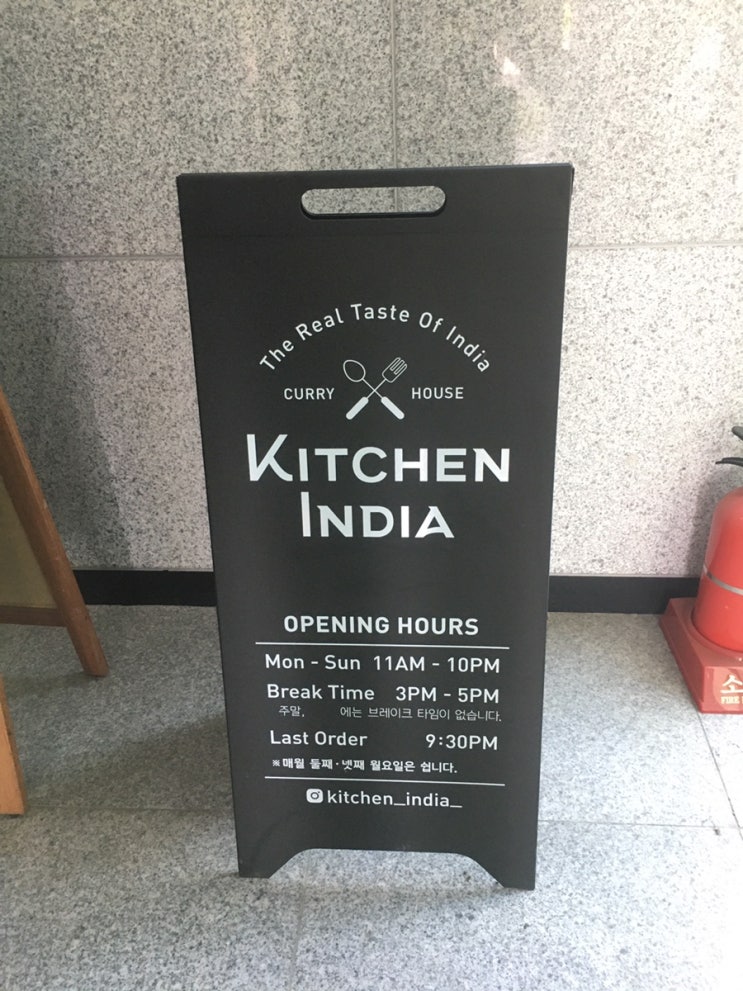 The Real Taste Of India
CURRY HOUSE
KITCHEN
INDIA
OPENING HOURS
Mon - Sun 11AM - 10PM
Break Time 3PM - 5PM
주말, 에는 브레이크 타임이 없습니다.
Last Order 9:30PM
※매월 둘째·넷째 월요일은 쉽니다.
kitchen_india_
소
FIRE